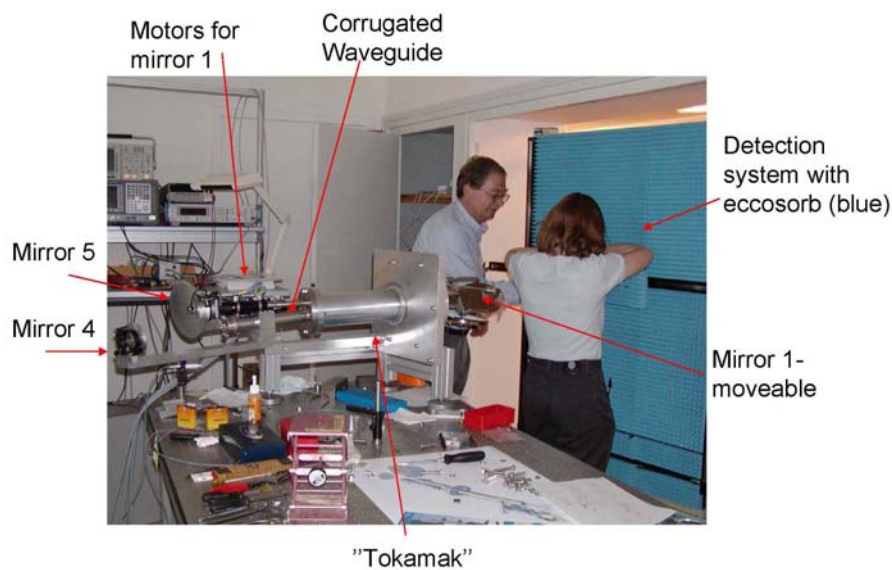 Motors for
mirror 1
Corrugated
Waveguide
Detection
system with
eccosorb (blue)
Mirror 5
Mirror 4
Mirror 1-
moveable
”Tokamak”